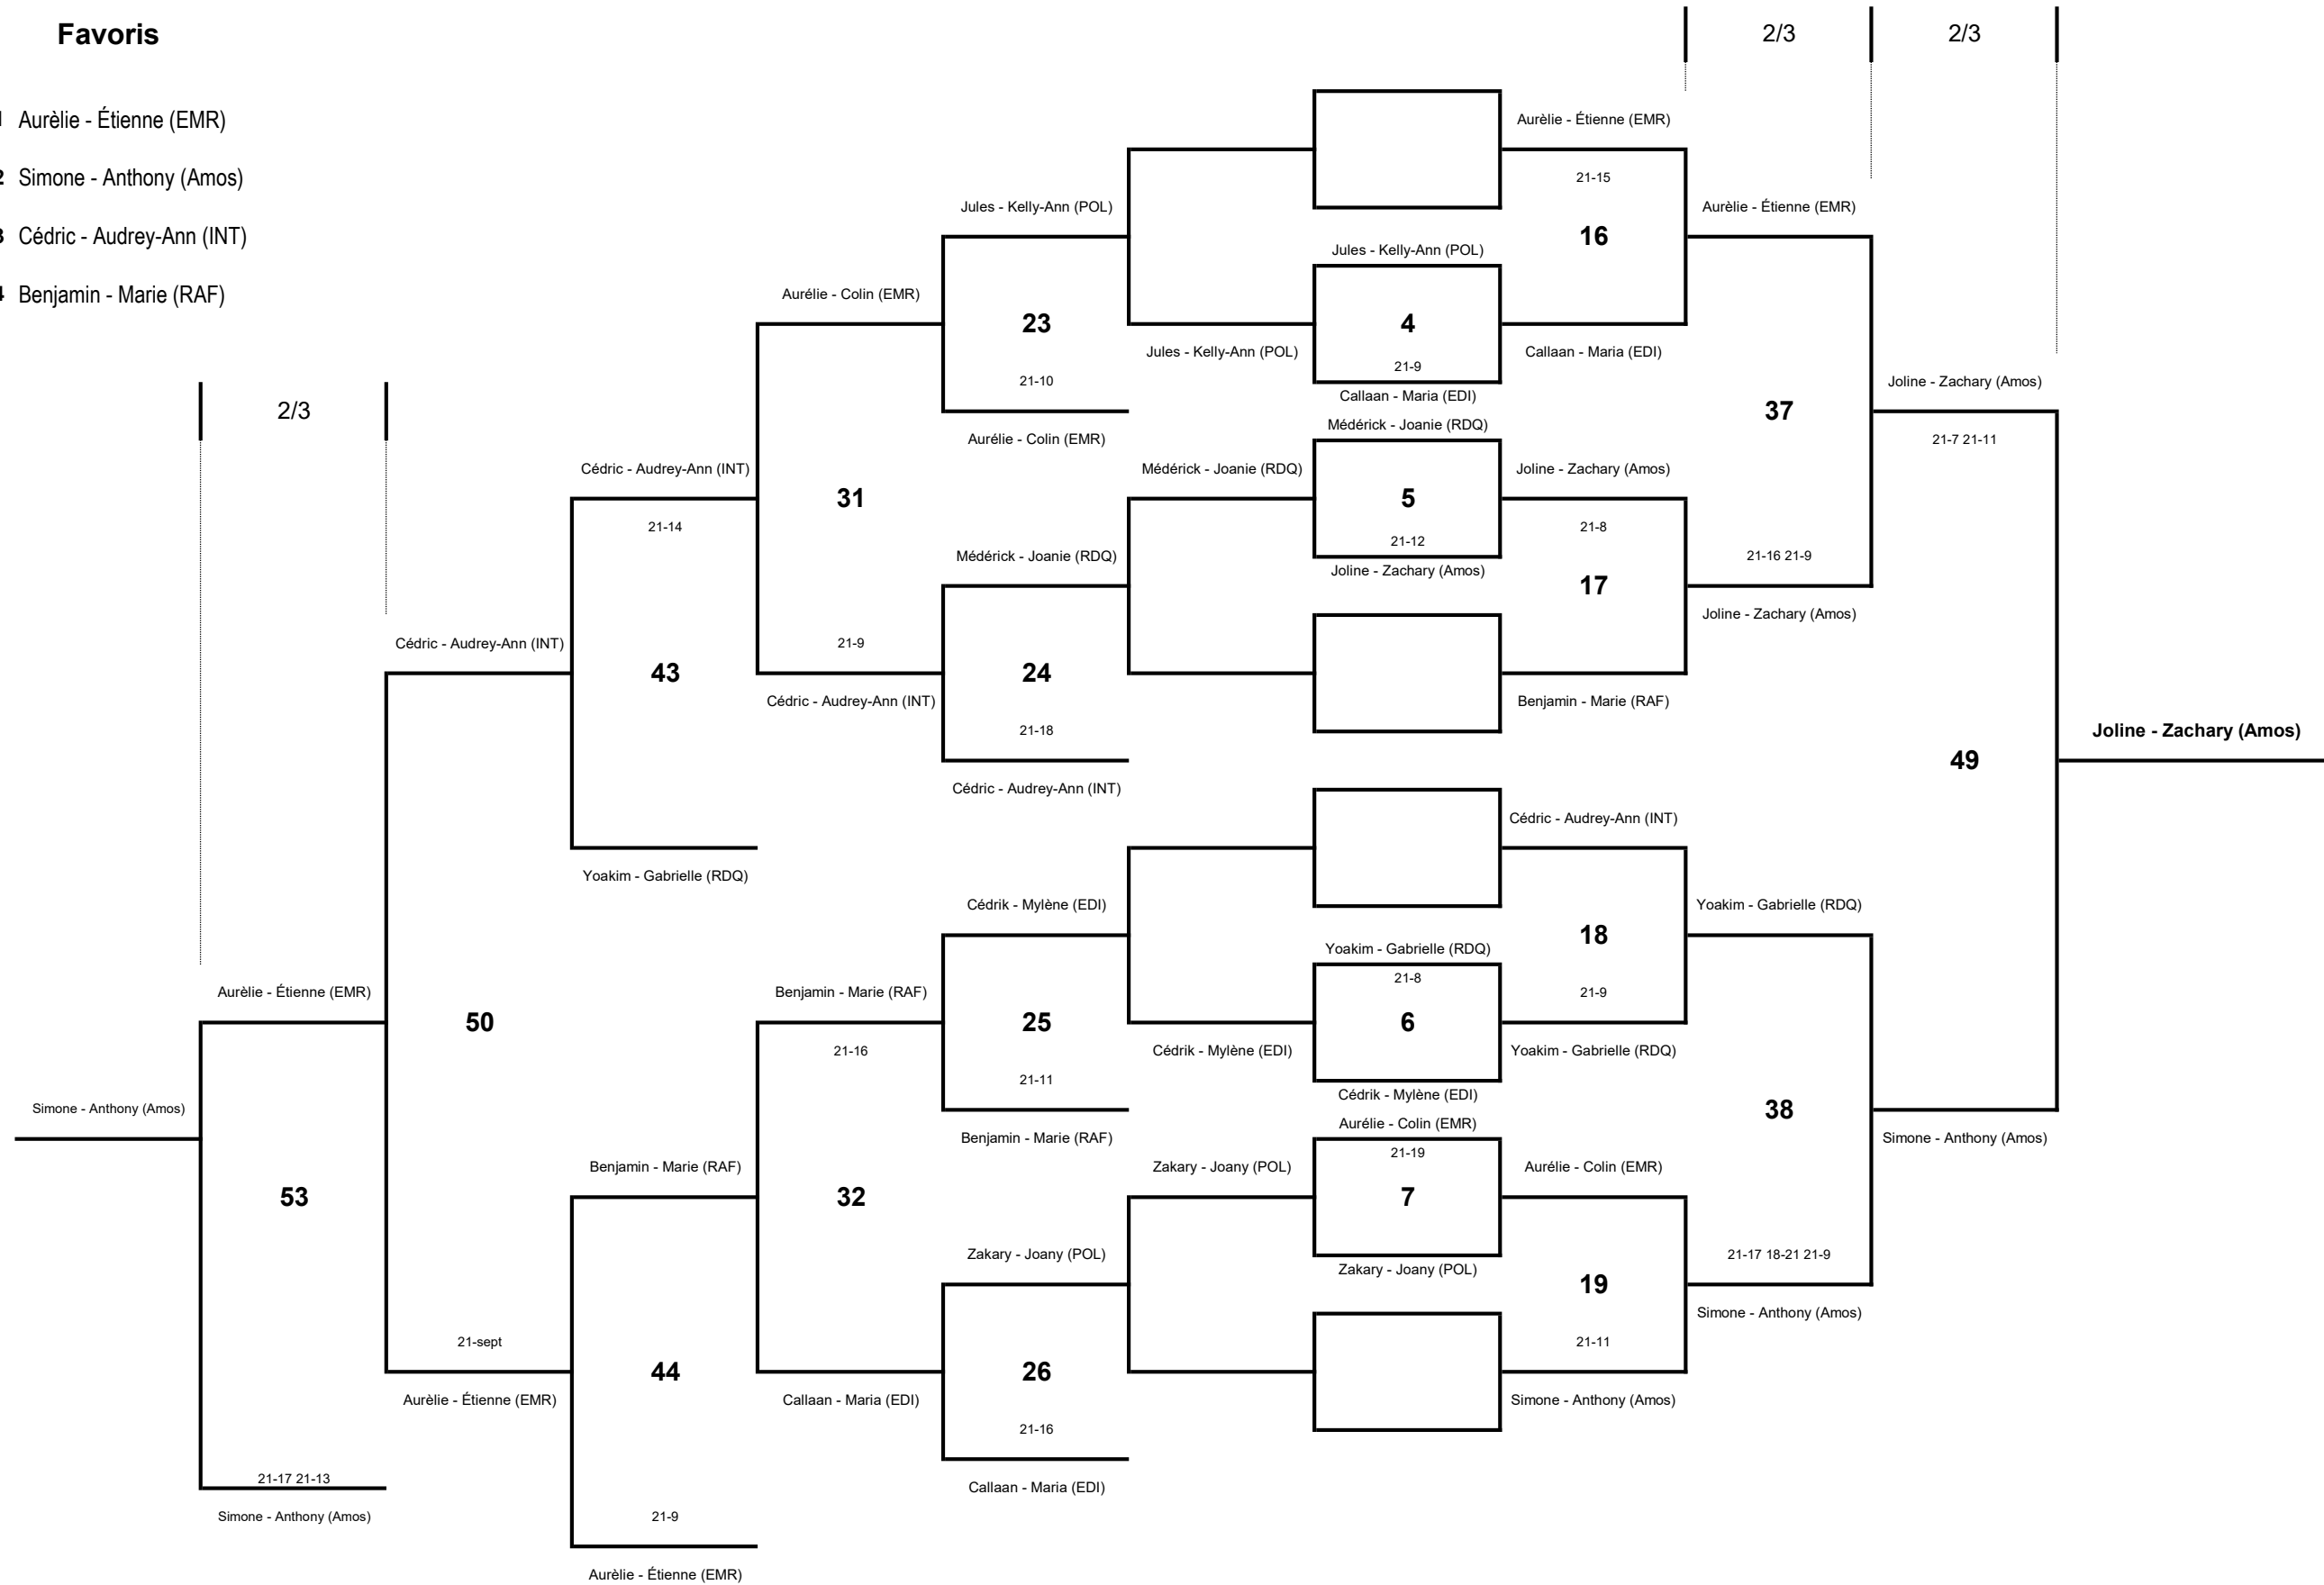 Favoris
2/3
2/3
Aurèlie - Étienne (EMR)
Simone - Anthony (Amos)
Cédric - Audrey-Ann (INT)
Benjamin - Marie (RAF)
Aurèlie - Étienne (EMR)
21-15
Jules - Kelly-Ann (POL)
Aurèlie - Étienne (EMR)
16
Jules - Kelly-Ann (POL)
Aurélie - Colin (EMR)
23
4
Jules - Kelly-Ann (POL)
Callaan - Maria (EDI)
21-9
21-10
Joline - Zachary (Amos)
Callaan - Maria (EDI)
2/3
37
Médérick - Joanie (RDQ)
Aurélie - Colin (EMR)
21-7 21-11
Cédric - Audrey-Ann (INT)
Médérick - Joanie (RDQ)
Joline - Zachary (Amos)
31
5
21-14
21-8
21-12
Médérick - Joanie (RDQ)
21-16 21-9
Joline - Zachary (Amos)
17
Joline - Zachary (Amos)
Cédric - Audrey-Ann (INT)
21-9
43
24
Cédric - Audrey-Ann (INT)
Benjamin - Marie (RAF)
21-18
Joline - Zachary (Amos)
49
Cédric - Audrey-Ann (INT)
Cédric - Audrey-Ann (INT)
Yoakim - Gabrielle (RDQ)
Cédrik - Mylène (EDI)
Yoakim - Gabrielle (RDQ)
18
Yoakim - Gabrielle (RDQ)
21-8
Aurèlie - Étienne (EMR)
Benjamin - Marie (RAF)
21-9
50
25
6
21-16
Cédrik - Mylène (EDI)
Yoakim - Gabrielle (RDQ)
21-11
Cédrik - Mylène (EDI)
Simone - Anthony (Amos)
38
Aurélie - Colin (EMR)
Benjamin - Marie (RAF)
Simone - Anthony (Amos)
21-19
Benjamin - Marie (RAF)
Zakary - Joany (POL)
Aurélie - Colin (EMR)
53
32
7
Zakary - Joany (POL)
21-17 18-21 21-9
Zakary - Joany (POL)
19
Simone - Anthony (Amos)
21-sept
21-11
44
26
Aurèlie - Étienne (EMR)
Callaan - Maria (EDI)
Simone - Anthony (Amos)
21-16
21-17 21-13
Callaan - Maria (EDI)
Simone - Anthony (Amos)
21-9
Aurèlie - Étienne (EMR)